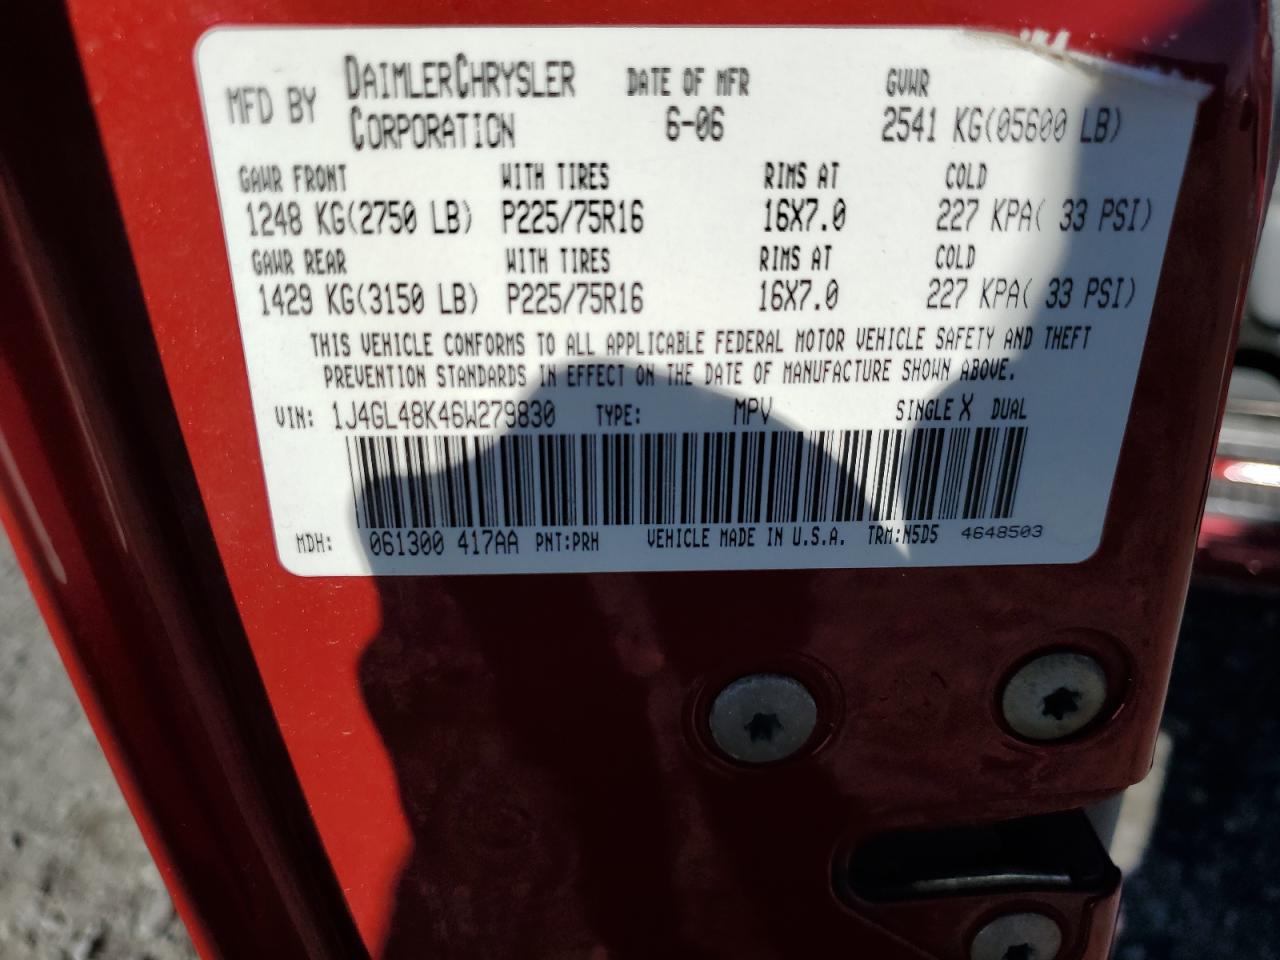 MFD BY DAIMLERCHRYSLER CORPORATION DATE OF MFR 6-06 GVWR 2541 KG(05600 LB)
GAWR FRONT WITH TIRES RIMS AT COLD
1248 KG(2750 LB) P225/75R16 16X7.0 227 KPA( 33 PSI)
GAWR REAR WITH TIRES RIMS AT COLD
1429 KG(3150 LB) P225/75R16 16X7.0 227 KPA( 33 PSI)
THIS VEHICLE CONFORMS TO ALL APPLICABLE FEDERAL MOTOR VEHICLE SAFETY AND THEFT
PREVENTION STANDARDS IN EFFECT ON THE DATE OF MANUFACTURE SHOWN ABOVE.
VIN: 1J4GL48K46W279830 TYPE: MPV SINGLE X DUAL
MDH: 061300 417AA PNT:PRH VEHICLE MADE IN U.S.A. TRM:N5D5 4648503